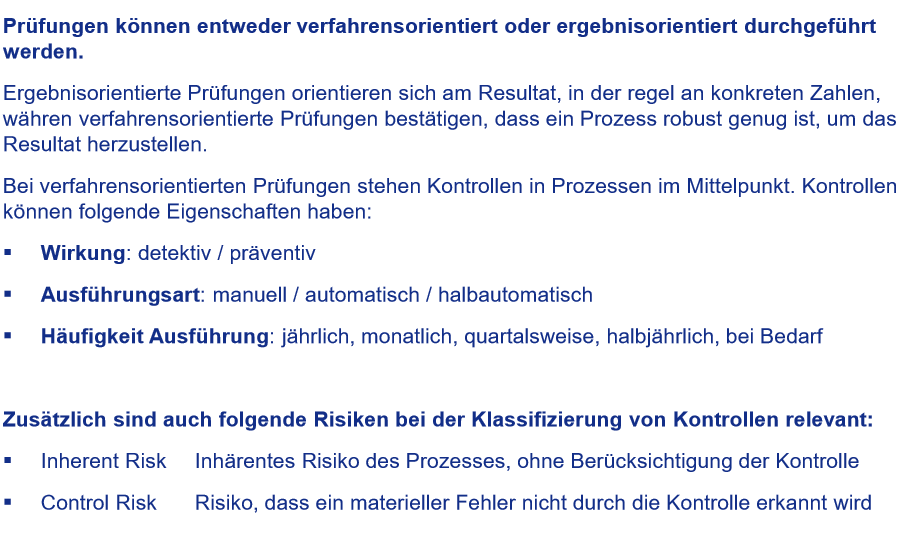 Prüfungen können entweder verfahrensorientiert oder ergebnisorientiert durchgeführt
werden.
Ergebnisorientierte Prüfungen orientieren sich am Resultat, in der regel an konkreten Zahlen,
währen verfahrensorientierte Prüfungen bestätigen, dass ein Prozess robust genug ist, um das
Resultat herzustellen.
Bei verfahrensorientierten Prüfungen stehen Kontrollen in Prozessen im Mittelpunkt. Kontrollen
können folgende Eigenschaften haben:
▪ Wirkung: detektiv / präventiv
▪ Ausführungsart: manuell / automatisch / halbautomatisch
▪ Häufigkeit Ausführung: jährlich, monatlich, quartalsweise, halbjährlich, bei Bedarf
Zusätzlich sind auch folgende Risiken bei der Klassifizierung von Kontrollen relevant:
▪ Inherent Risk Inhärentes Risiko des Prozesses, ohne Berücksichtigung der Kontrolle
▪ Control Risk Risiko, dass ein materieller Fehler nicht durch die Kontrolle erkannt wird